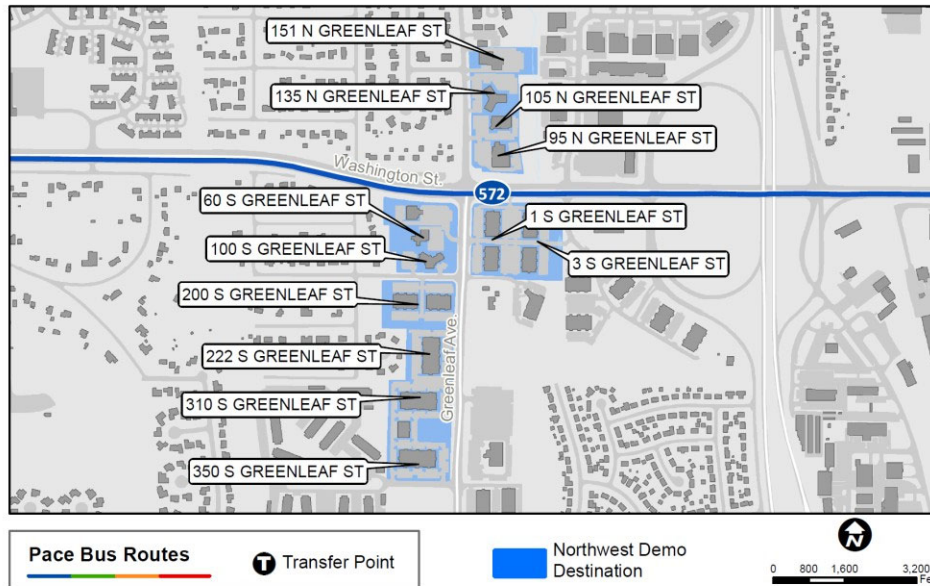 151 N GREENLEAF ST
135 N GREENLEAF ST
105 N GREENLEAF ST
95 N GREENLEAF ST
Washington St.
572
60 S GREENLEAF ST
1 S GREENLEAF ST
100 S GREENLEAF ST
3 S GREENLEAF ST
200 S GREENLEAF ST
Greenleaf Ave.
222 S GREENLEAF ST
310 S GREENLEAF ST
350 S GREENLEAF ST
Pace Bus Routes
T Transfer Point
Northwest Demo
Destination
N
0 800 1,600 3,200
Fe